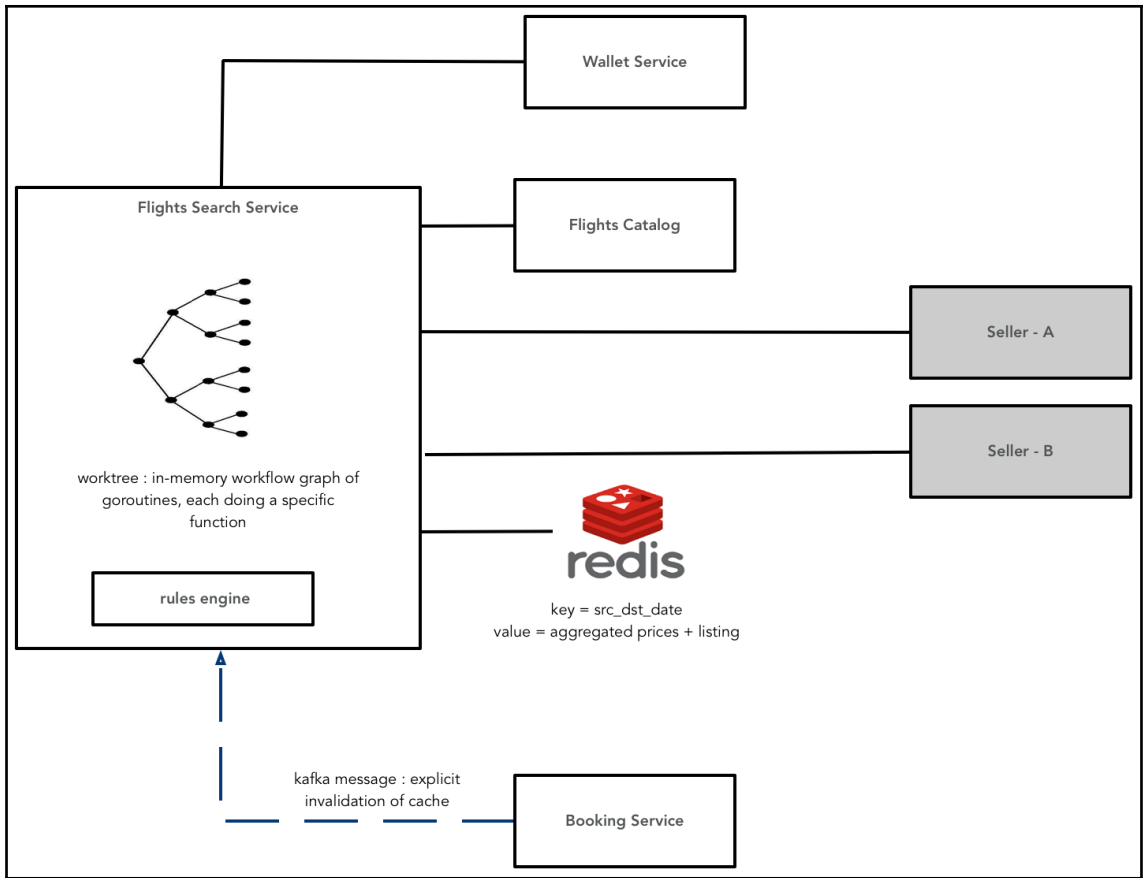 Wallet Service
Flights Search Service
Flights Catalog
Seller - A
Seller - B
worktree : in-memory workflow graph of
goroutines, each doing a specific
function
redis
rules engine
key = src_dst_date
value = aggregated prices + listing
kafka message : explicit
invalidation of cache
Booking Service